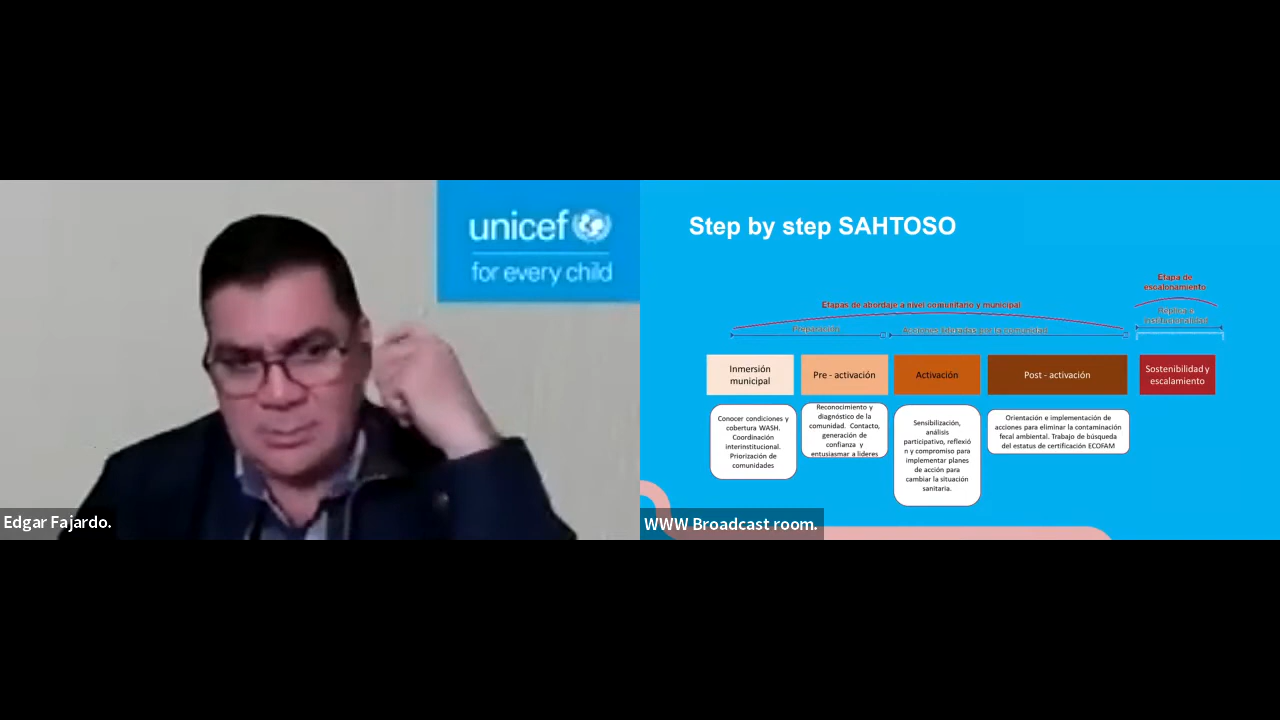 unicef
for every child
Edgar Fajardo.
Step by step SAHTOSO
Etapa de
escalonamiento
Etapas de abordaje a nivel comunitario y municipal
Preparación
Inmersión
municipal
Pre - activación
Activación
Post - activación
Sostenibilidad y
escalamiento
Conocer condiciones y
cobertura WASH.
Coordinación
interinstitucional.
Priorización de
comunidades
Reconocimiento y
diagnóstico de la
comunidad. Contacto,
generación de
confianza y
entusiasmar a lideres
Sensibilización,
análisis
participativo, reflexió
n y compromiso para
implementar planes
de acción para
cambiar la situación
sanitaria.
Orientación e implementación de
acciones para eliminar la contaminación
fecal ambiental. Trabajo de búsqueda
del estatus de certificación ECOFAM
WWW Broadcast room.